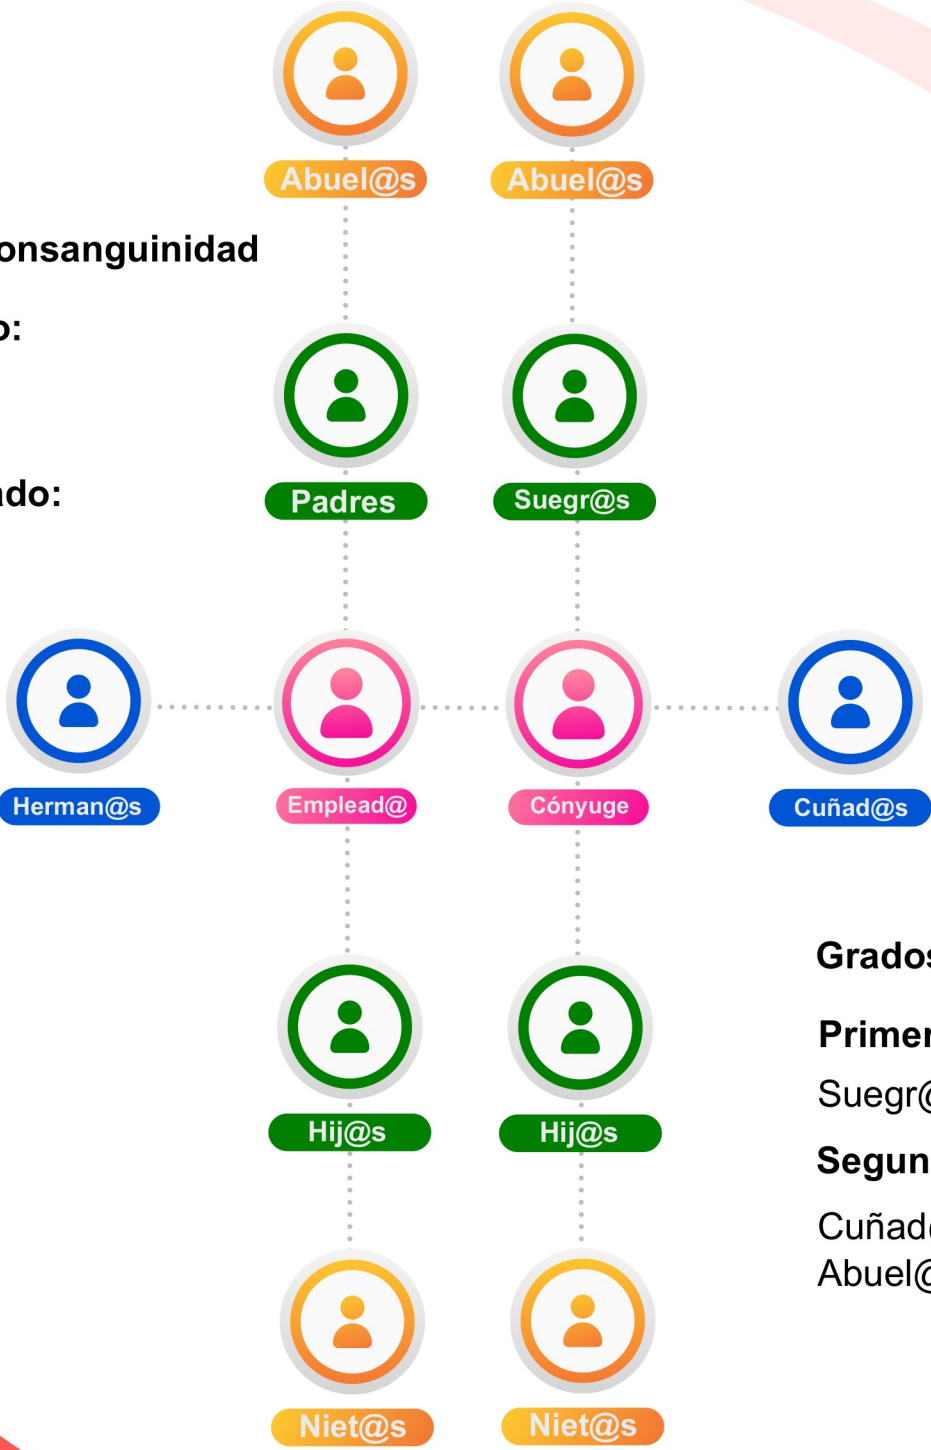 Abuel@s Abuel@s
onsanguinidad
o:
Padres Suegr@s
ado:
Herman@s Emplead@ Cónyuge Cuñad@s
Grados
Primer
Suegr@
Hij@s Hij@s
Segun
Cuñad@
Abuel@
Niet@s Niet@s